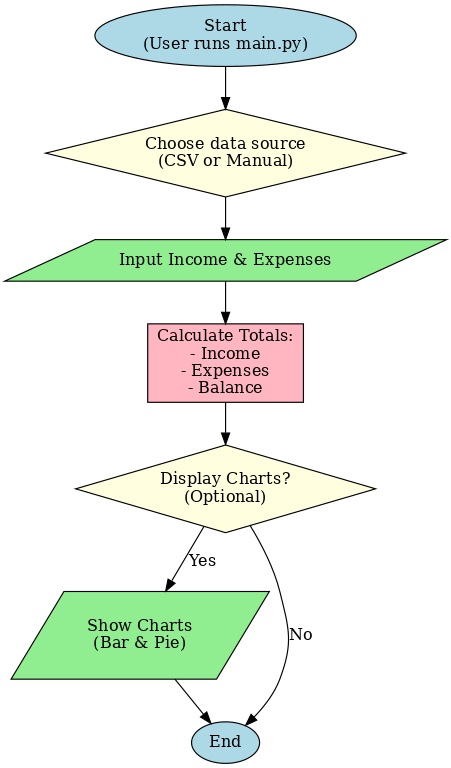 Start
(User runs main.py)
Choose data source
(CSV or Manual)
Input Income & Expenses
Calculate Totals:
- Income
- Expenses
- Balance
Display Charts?
(Optional)
Yes
Show Charts
(Bar & Pie)
No
End